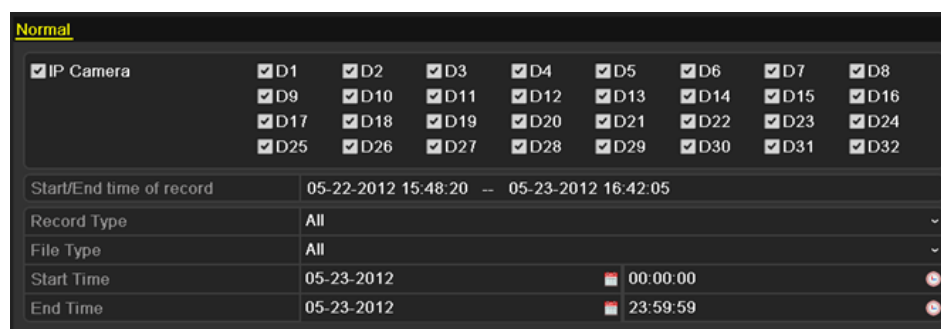 Normal
IP Camera D1 D2 D3 D4 D5 D6 D7 D8
D9 D10 D11 D12 D13 D14 D15 D16
D17 D18 D19 D20 D21 D22 D23 D24
D25 D26 D27 D28 D29 D30 D31 D32
Start/End time of record 05-22-2012 15:48:20 -- 05-23-2012 16:42:05
Record Type All
File Type All
Start Time 05-23-2012 00:00:00
End Time 05-23-2012 23:59:59